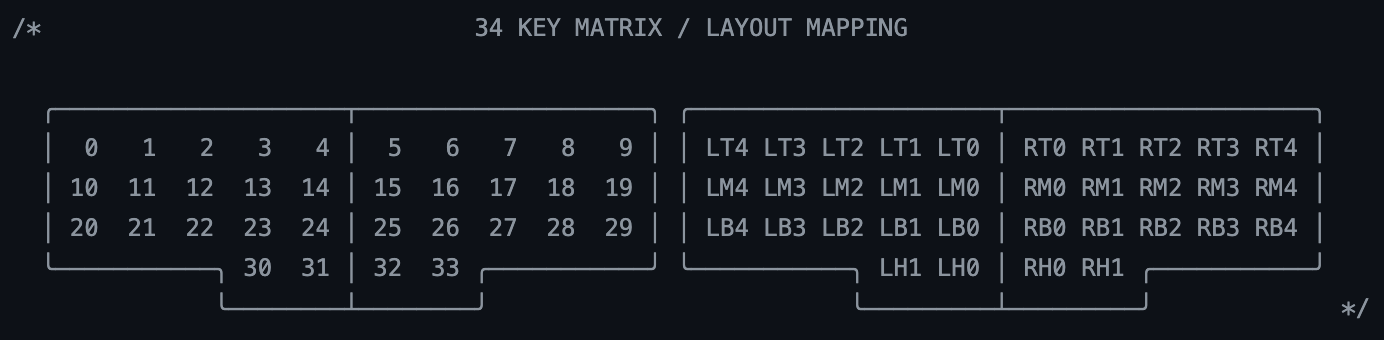 /* 34 KEY MATRIX / LAYOUT MAPPING
0 1 2 3 4 │ 5 6 7 8 9 │ │ LT4 LT3 LT2 LT1 LT0 │ RT0 RT1 RT2 RT3 RT4
10 11 12 13 14 │ 15 16 17 18 19 │ │ LM4 LM3 LM2 LM1 LM0 │ RM0 RM1 RM2 RM3 RM4
20 21 22 23 24 │ 25 26 27 28 29 │ │ LB4 LB3 LB2 LB1 LB0 │ RB0 RB1 RB2 RB3 RB4
30 31 │ 32 33 LH1 LH0 │ RH0 RH1
*/